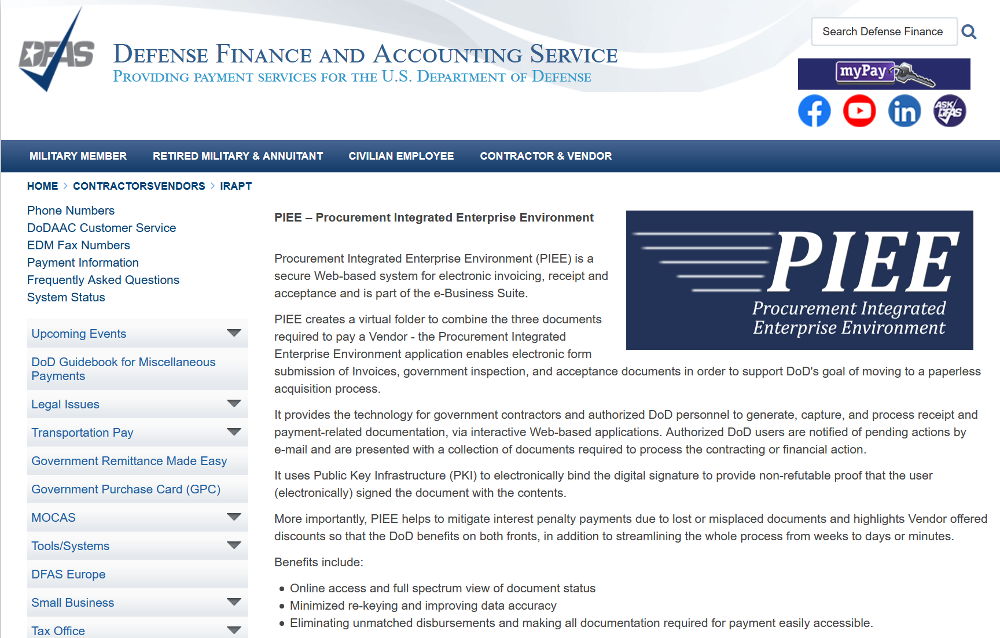 DFAS
DEFENSE FINANCE AND ACCOUNTING SERVICE
PROVIDING PAYMENT SERVICES FOR THE U.S. DEPARTMENT OF DEFENSE
Search Defense Finance
myPay
ASK DFAS
MILITARY MEMBER RETIRED MILITARY & ANNUITANT CIVILIAN EMPLOYEE CONTRACTOR & VENDOR
HOME > CONTRACTORSVENDORS > IRAPT
Phone Numbers
DoDAAC Customer Service
EDM Fax Numbers
Payment Information
Frequently Asked Questions
System Status
Upcoming Events
DoD Guidebook for Miscellaneous
Payments
Legal Issues
Transportation Pay
Government Remittance Made Easy
Government Purchase Card (GPC)
MOCAS
Tools/Systems
DFAS Europe
Small Business
Tax Office
PIEE – Procurement Integrated Enterprise Environment
PIEE
Procurement Integrated
Enterprise Environment
Procurement Integrated Enterprise Environment (PIEE) is a
secure Web-based system for electronic invoicing, receipt and
acceptance and is part of the e-Business Suite.
PIEE creates a virtual folder to combine the three documents
required to pay a Vendor - the Procurement Integrated
Enterprise Environment application enables electronic form
submission of Invoices, government inspection, and acceptance documents in order to support DoD's goal of moving to a paperless
acquisition process.
It provides the technology for government contractors and authorized DoD personnel to generate, capture, and process receipt and
payment-related documentation, via interactive Web-based applications. Authorized DoD users are notified of pending actions by
e-mail and are presented with a collection of documents required to process the contracting or financial action.
It uses Public Key Infrastructure (PKI) to electronically bind the digital signature to provide non-refutable proof that the user
(electronically) signed the document with the contents.
More importantly, PIEE helps to mitigate interest penalty payments due to lost or misplaced documents and highlights Vendor offered
discounts so that the DoD benefits on both fronts, in addition to streamlining the whole process from weeks to days or minutes.
Benefits include:
• Online access and full spectrum view of document status
• Minimized re-keying and improving data accuracy
• Eliminating unmatched disbursements and making all documentation required for payment easily accessible.